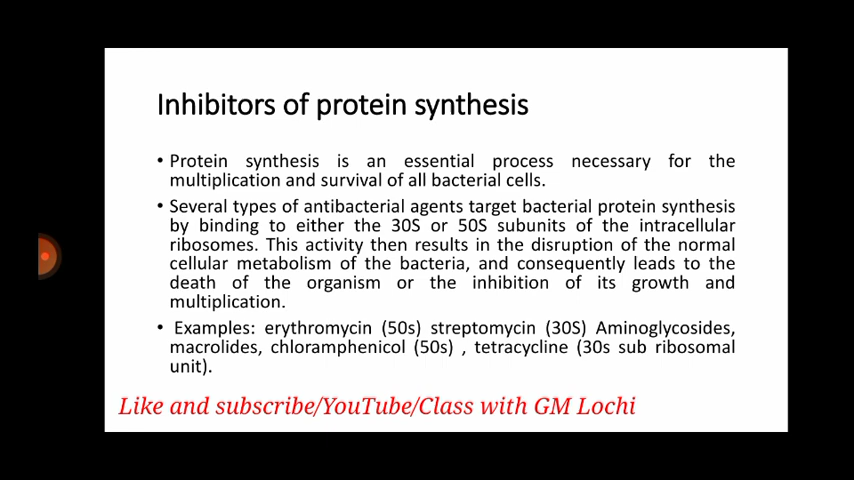 Inhibitors of protein synthesis
• Protein synthesis is an essential process necessary for the
multiplication and survival of all bacterial cells.
• Several types of antibacterial agents target bacterial protein synthesis
by binding to either the 30S or 50S subunits of the intracellular
ribosomes. This activity then results in the disruption of the normal
cellular metabolism of the bacteria, and consequently leads to the
death of the organism or the inhibition of its growth and
multiplication.
• Examples: erythromycin (50s) streptomycin (30S) Aminoglycosides,
macrolides, chloramphenicol (50s) , tetracycline (30s sub ribosomal
unit).
Like and subscribe/YouTube/Class with GM Lochi